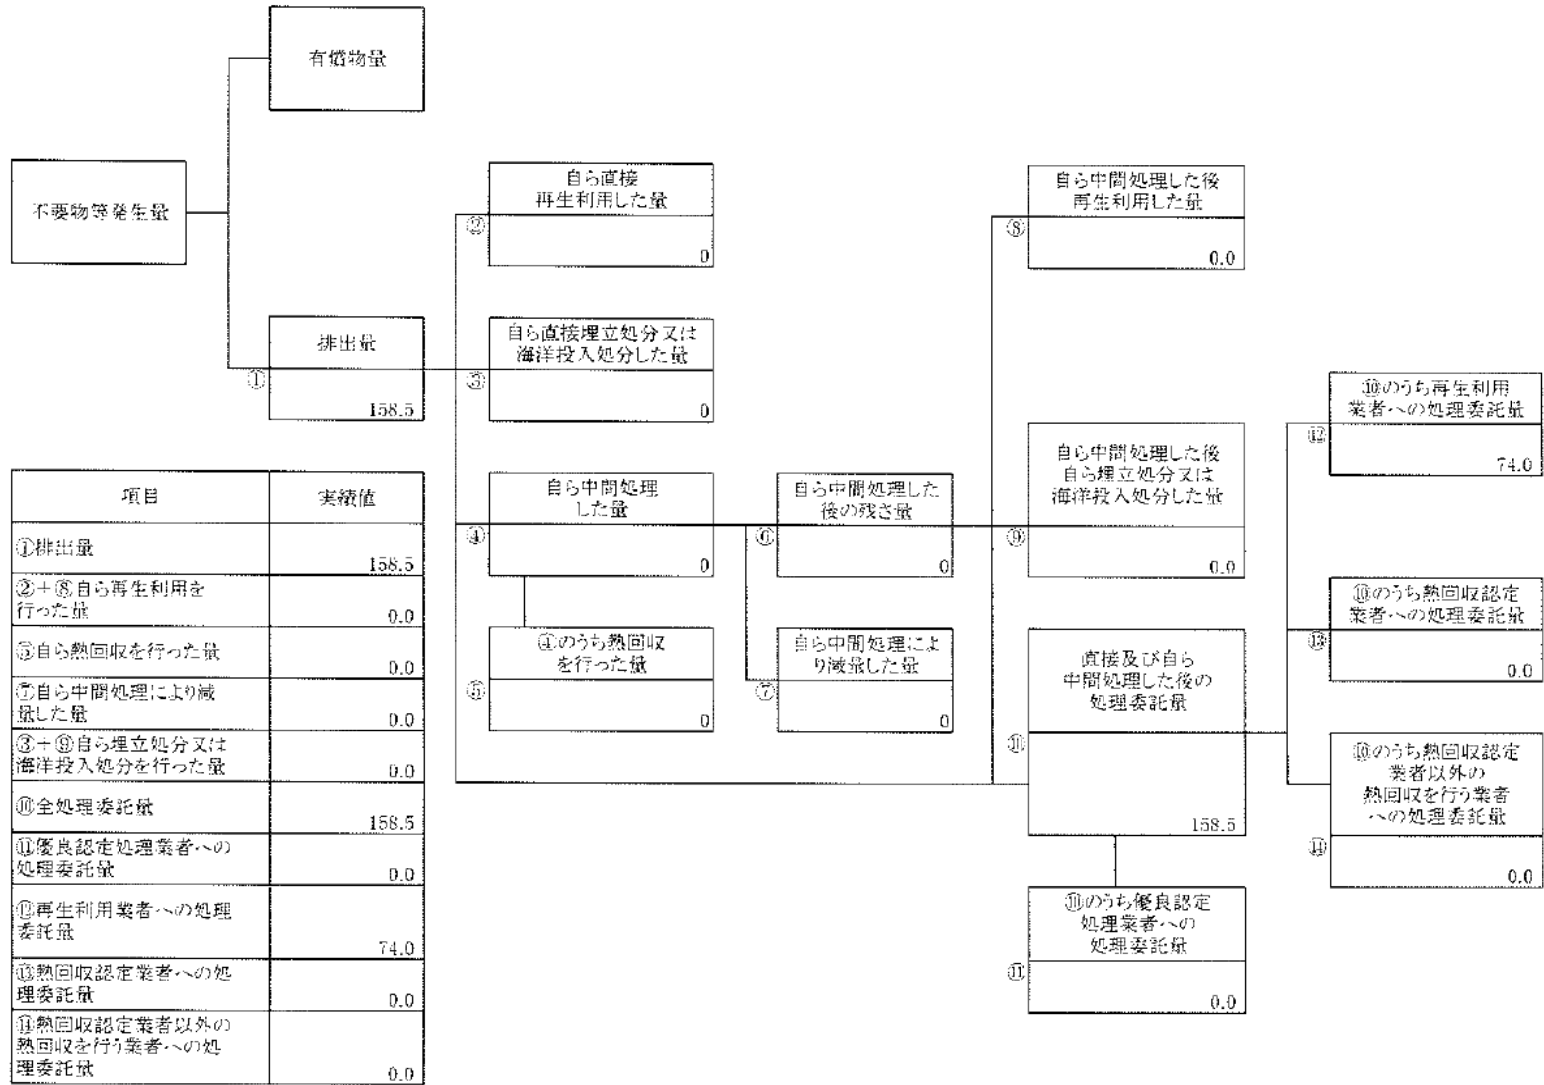 有償物量
不要物等発生量
排出量
①
158.5
自ら直接
再生利用した量
②
0
自ら直接埋立処分又は
海洋投入処分した量
③
0
自ら中間処理
した量
④
0
④のうち熱回収
を行った量
⑤
0
自ら中間処理した
後の残さ量
⑥
0
自ら中間処理によ
り減量した量
⑦
0
自ら中間処理した後
再生利用した量
⑧
0.0
自ら中間処理した後
自ら埋立処分又は
海洋投入処分した量
⑨
0.0
直接及び自ら
中間処理した後の
処理委託量
⑩
158.5
⑩のうち優良認定
処理業者への
処理委託量
⑪
0.0
⑩のうち再生利用
業者への処理委託量
⑫
74.0
⑩のうち熱回収認定
業者への処理委託量
⑬
0.0
⑩のうち熱回収認定
業者以外の
熱回収を行う業者
への処理委託量
⑭
0.0
項目 実績値
①排出量
158.5
②+⑧自ら再生利用を
行った量 0.0
⑤自ら熱回収を行った量
0.0
⑦自ら中間処理により減
量した量 0.0
③+⑨自ら埋立処分又は
海洋投入処分を行った量 0.0
⑩全処理委託量
158.5
⑪優良認定処理業者への
処理委託量 0.0
⑫再生利用業者への処理
委託量
74.0
⑬熱回収認定業者への処
理委託量 0.0
⑭熱回収認定業者以外の
熱回収を行う業者への処
理委託量 0.0